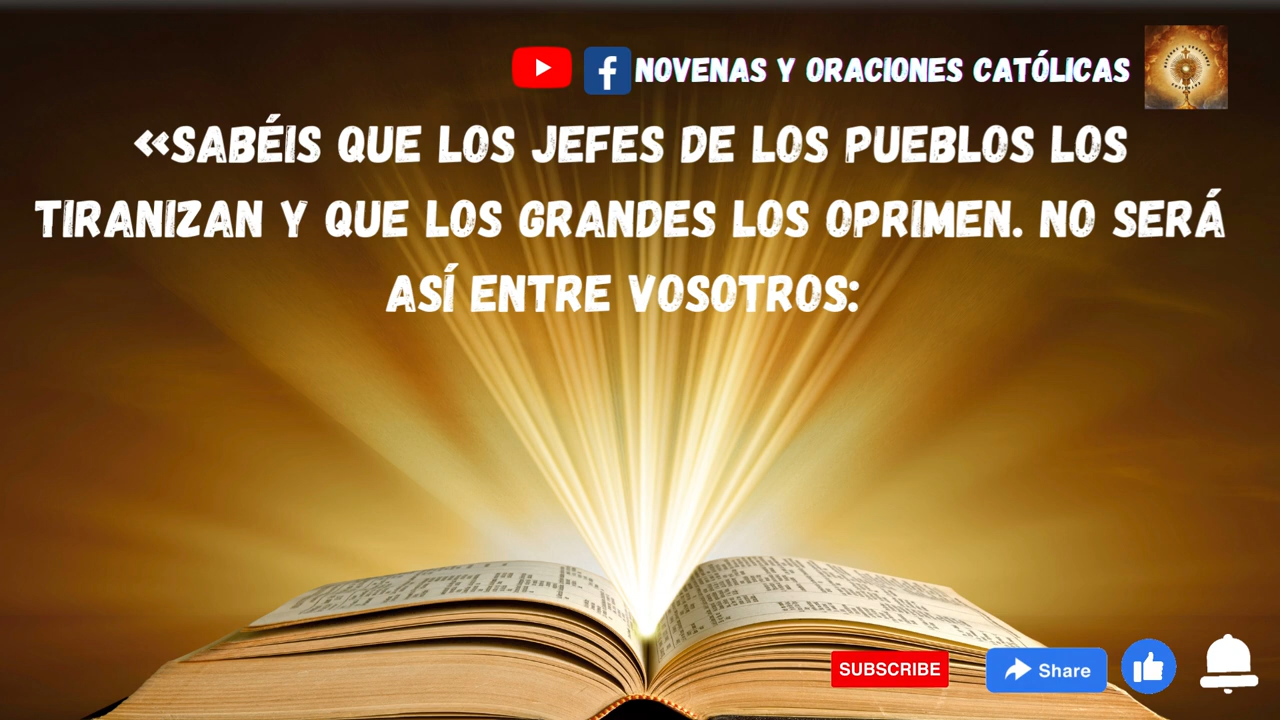 NOVENAS Y ORACIONES CATÓLICAS
«SABÉIS QUE LOS JEFES DE LOS PUEBLOS LOS
TIRANIZAN Y QUE LOS GRANDES LOS OPRIMEN. NO SERÁ
ASÍ ENTRE VOSOTROS:
SUBSCRIBE
Share